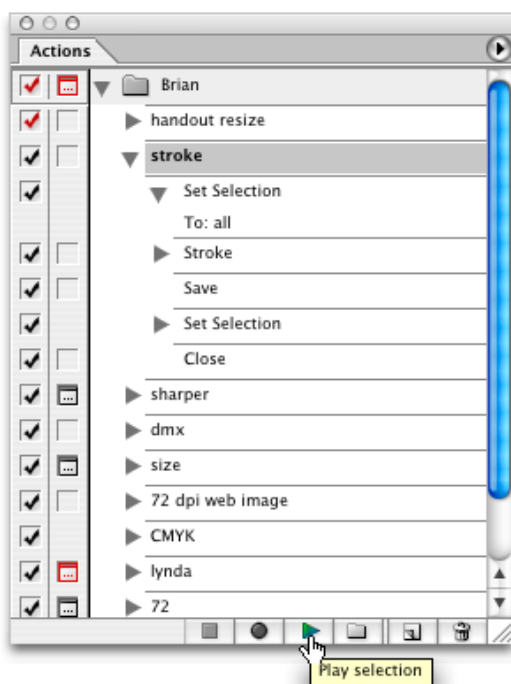 Actions
Brian
handout resize
stroke
Set Selection
To: all
Stroke
Save
Set Selection
Close
sharper
dmx
size
72 dpi web image
CMYK
lynda
72
Play selection